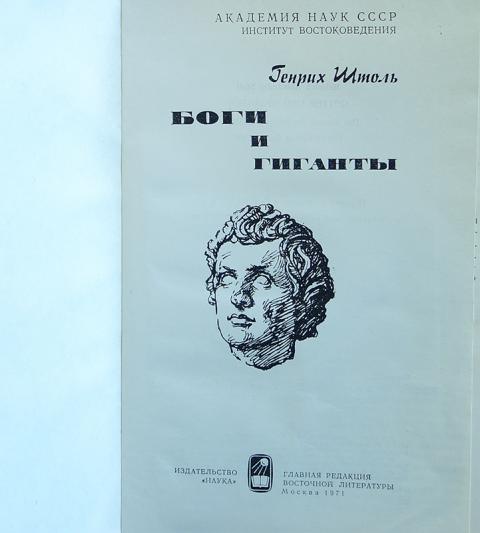 АКАДЕМИЯ НАУК СССР
ИНСТИТУТ ВОСТОКОВЕДЕНИЯ
Генрих Штоль
БОГИ
И
ГИГАНТЫ
ИЗДАТЕЛЬСТВО
«НАУКА»
ГЛАВНАЯ РЕДАКЦИЯ
ВОСТОЧНОЙ ЛИТЕРАТУРЫ
Москва 1971